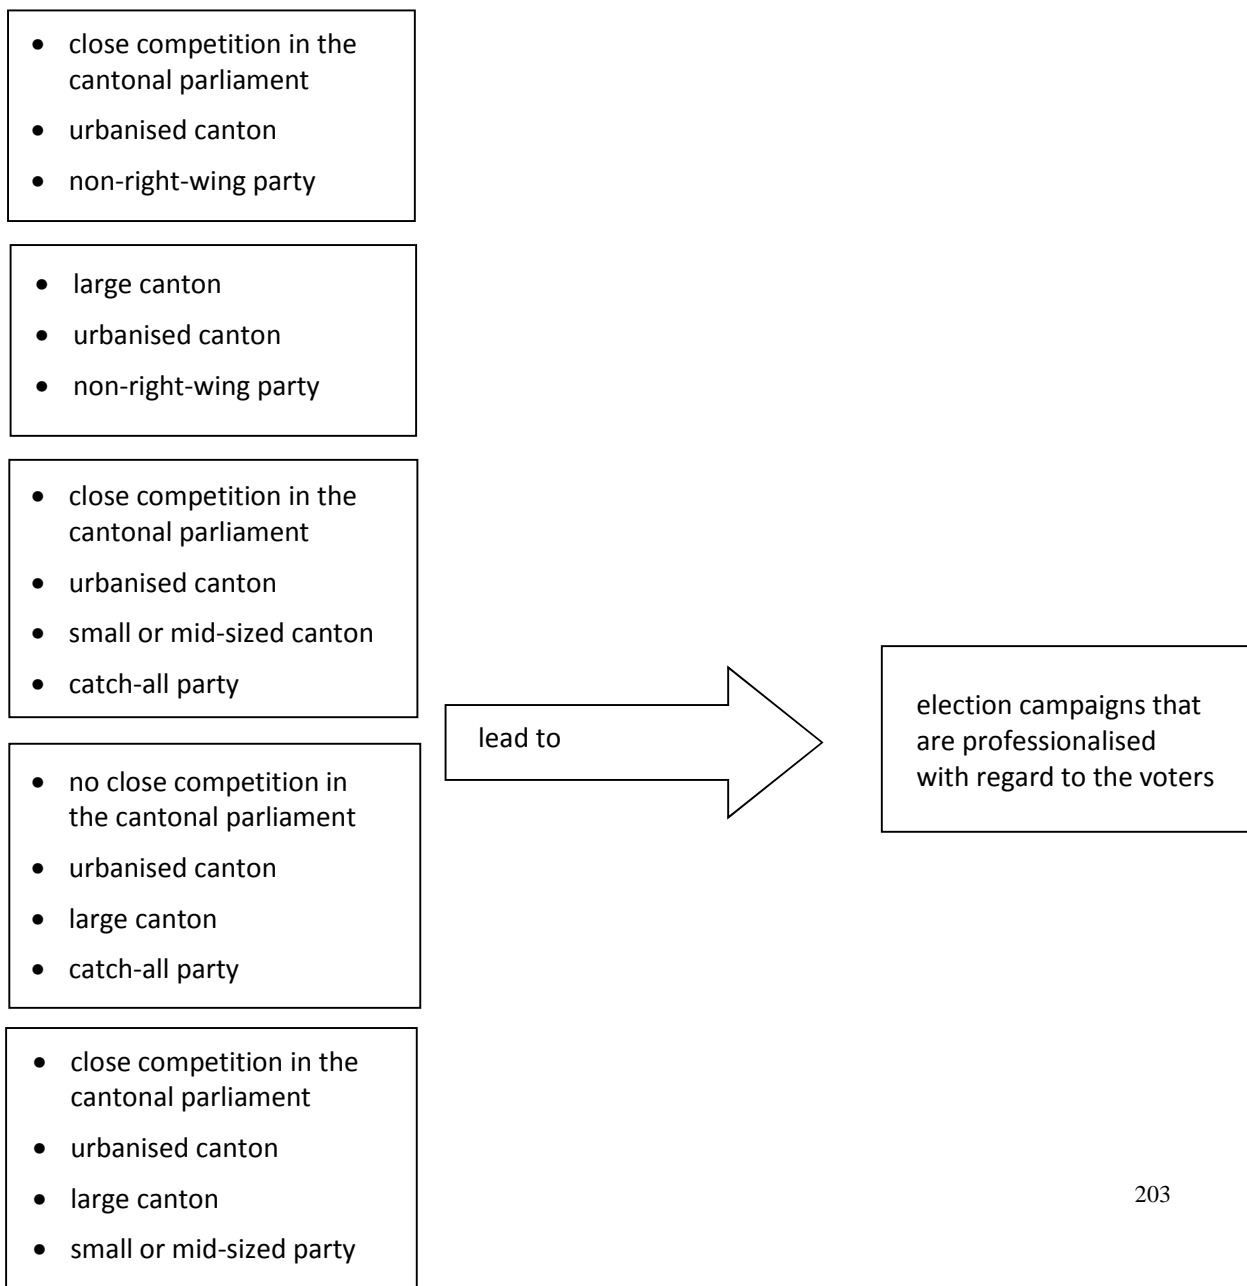 • close competition in the
cantonal parliament
• urbanised canton
• non-right-wing party
• large canton
• urbanised canton
• non-right-wing party
• close competition in the
cantonal parliament
• urbanised canton
• small or mid-sized canton
• catch-all party
• no close competition in
the cantonal parliament
• urbanised canton
• large canton
• catch-all party
• close competition in the
cantonal parliament
• urbanised canton
• large canton
• small or mid-sized party
lead to
election campaigns that
are professionalised
with regard to the voters
203